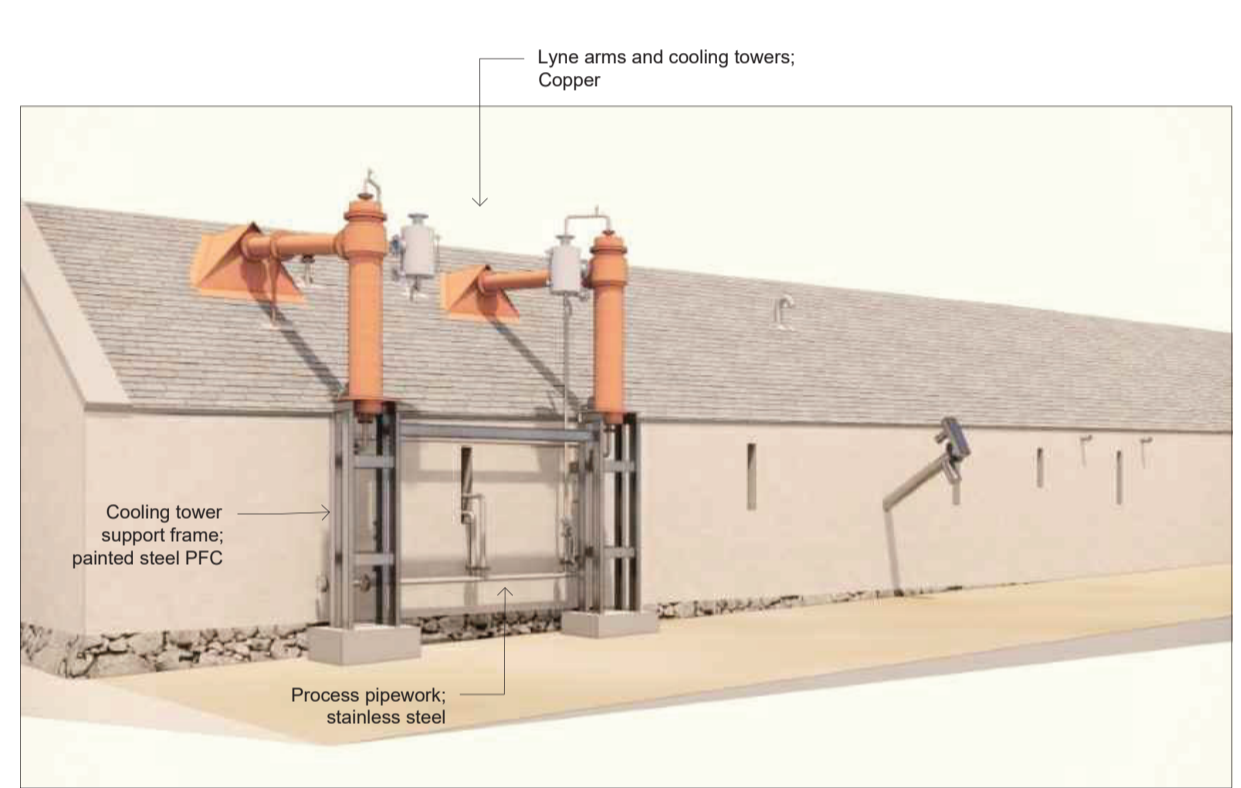 Lyne arms and cooling towers;
Copper
Cooling tower
support frame;
painted steel PFC
Process pipework;
stainless steel